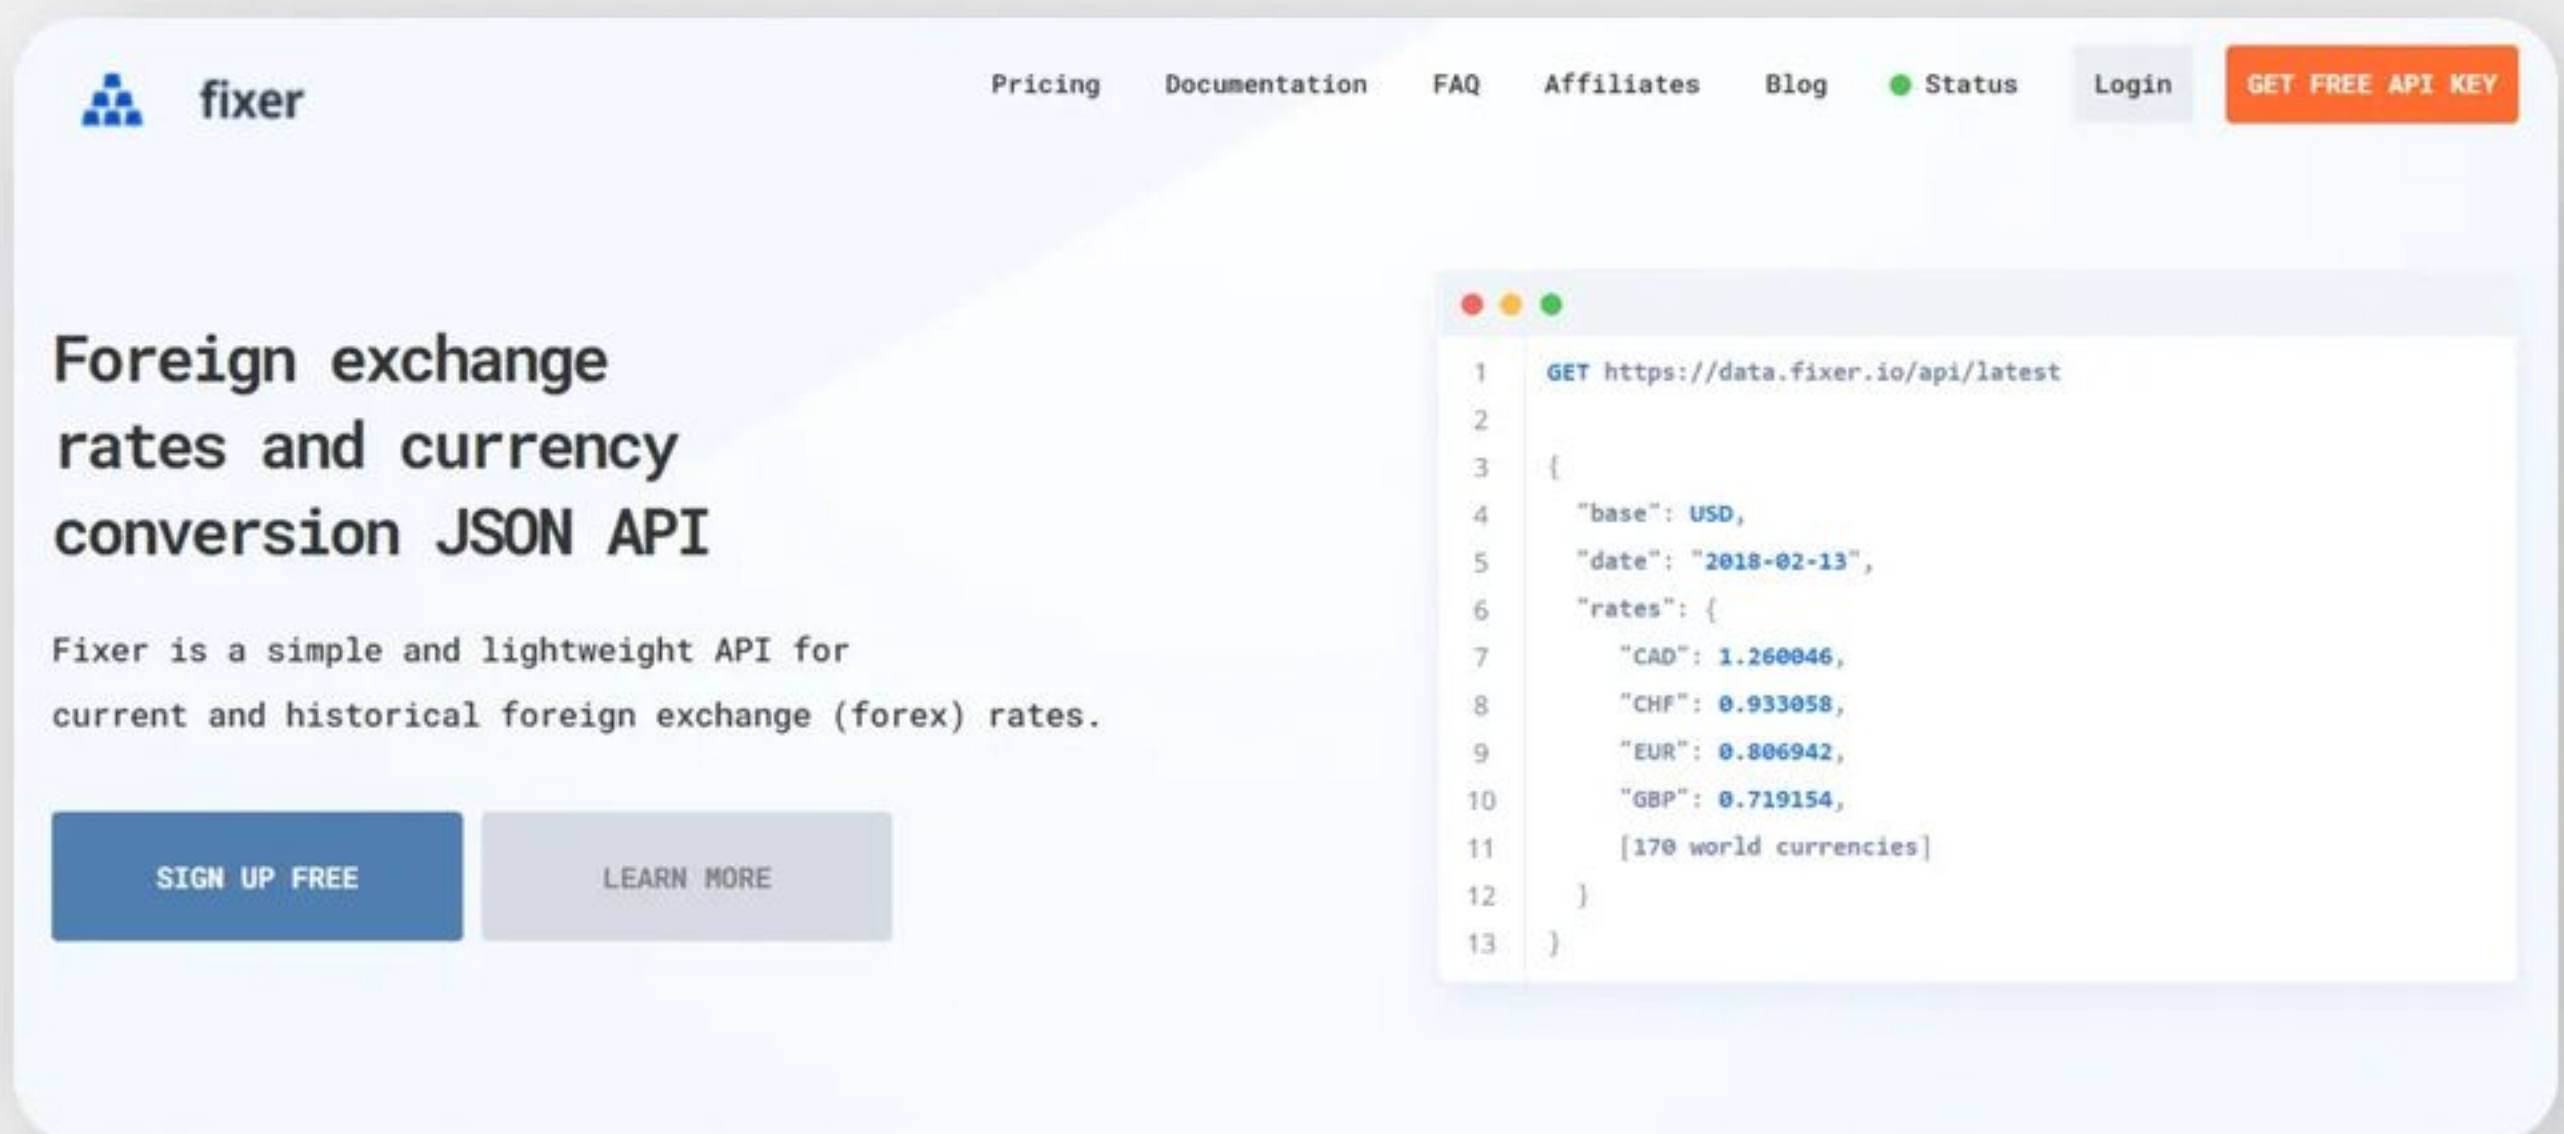 fixer
Pricing Documentation FAQ Affiliates Blog Status Login GET FREE API KEY
Foreign exchange
rates and currency
conversion JSON API
Fixer is a simple and lightweight API for
current and historical foreign exchange (forex) rates.
SIGN UP FREE LEARN MORE
1 GET https://data.fixer.io/api/latest
2
3 {
4 "base": USD,
5 "date": "2018-02-13",
6 "rates": {
7 "CAD": 1.260046,
8 "CHF": 0.933058,
9 "EUR": 0.806942,
10 "GBP": 0.719154,
11 [170 world currencies]
12 }
13 }